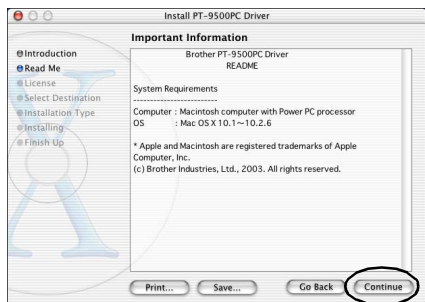 Install PT-9500PC Driver
Important Information
Introduction
Read Me
License
Select Destination
Installation Type
Installing
Finish Up
Brother PT-9500PC Driver
README
System Requirements
-------------------------
Computer : Macintosh computer with Power PC processor
OS : Mac OS X 10.1~10.2.6
* Apple and Macintosh are registered trademarks of Apple
Computer, Inc.
(c) Brother Industries, Ltd., 2003. All rights reserved.
Print... Save... Go Back Continue